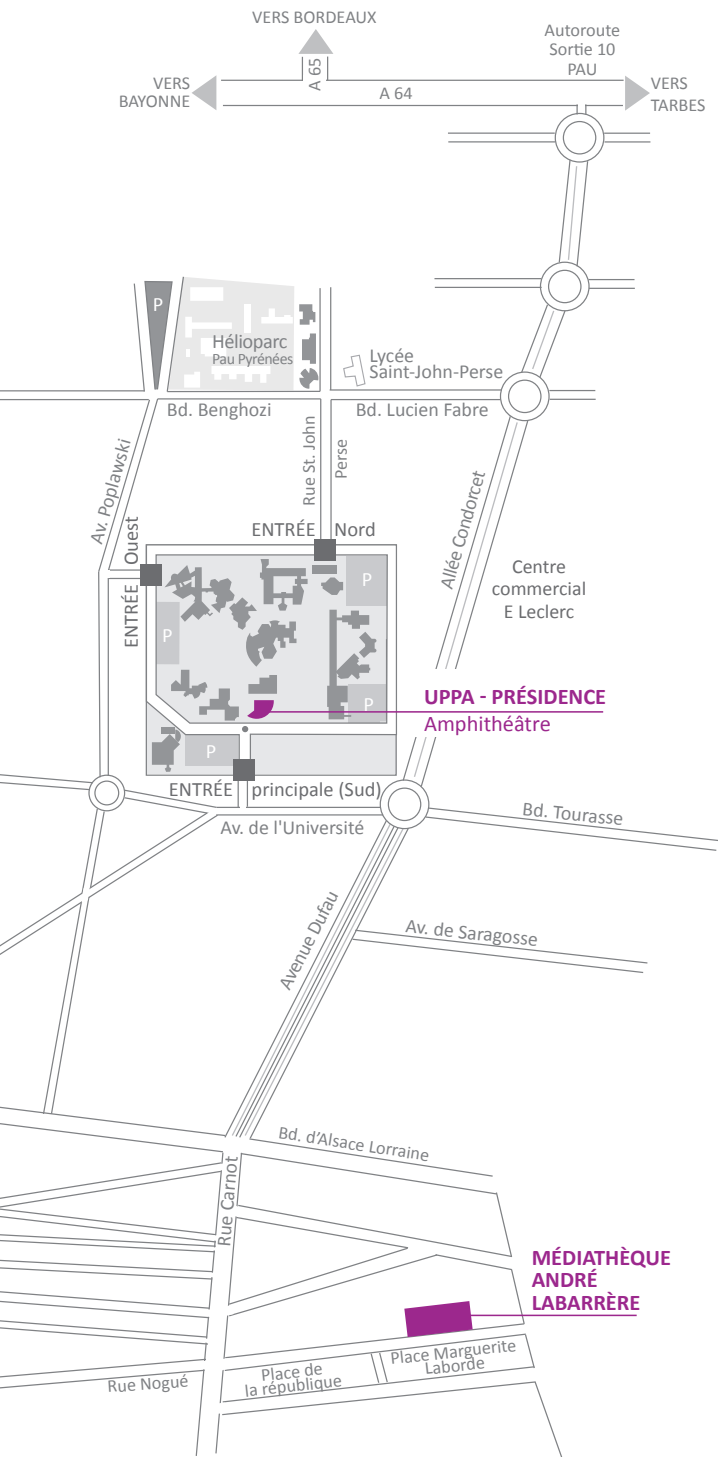 VERS BORDEAUX
Autoroute
Sortie 10
PAU
VERS
BAYONNE
A 65
A 64
VERS
TARBES
P
Hélioparc
Pau Pyrénées
Lycée
Saint-John-Perse
Bd. Benghozi
Bd. Lucien Fabre
Av. Poplawski
Rue St. John
Perse
Allée Condorcet
ENTRÉE Nord
ENTRÉE Ouest
P
Centre
commercial
E Leclerc
P
P
UPPA - PRÉSIDENCE
Amphithéâtre
P
ENTRÉE principale (Sud)
Av. de l'Université
Bd. Tourasse
Avenue Dufau
Av. de Saragosse
Bd. d'Alsace Lorraine
Rue Carnot
MÉDIATHÈQUE
ANDRÉ
LABARRÈRE
Place Marguerite
Laborde
Place de
la république
Rue Nogué